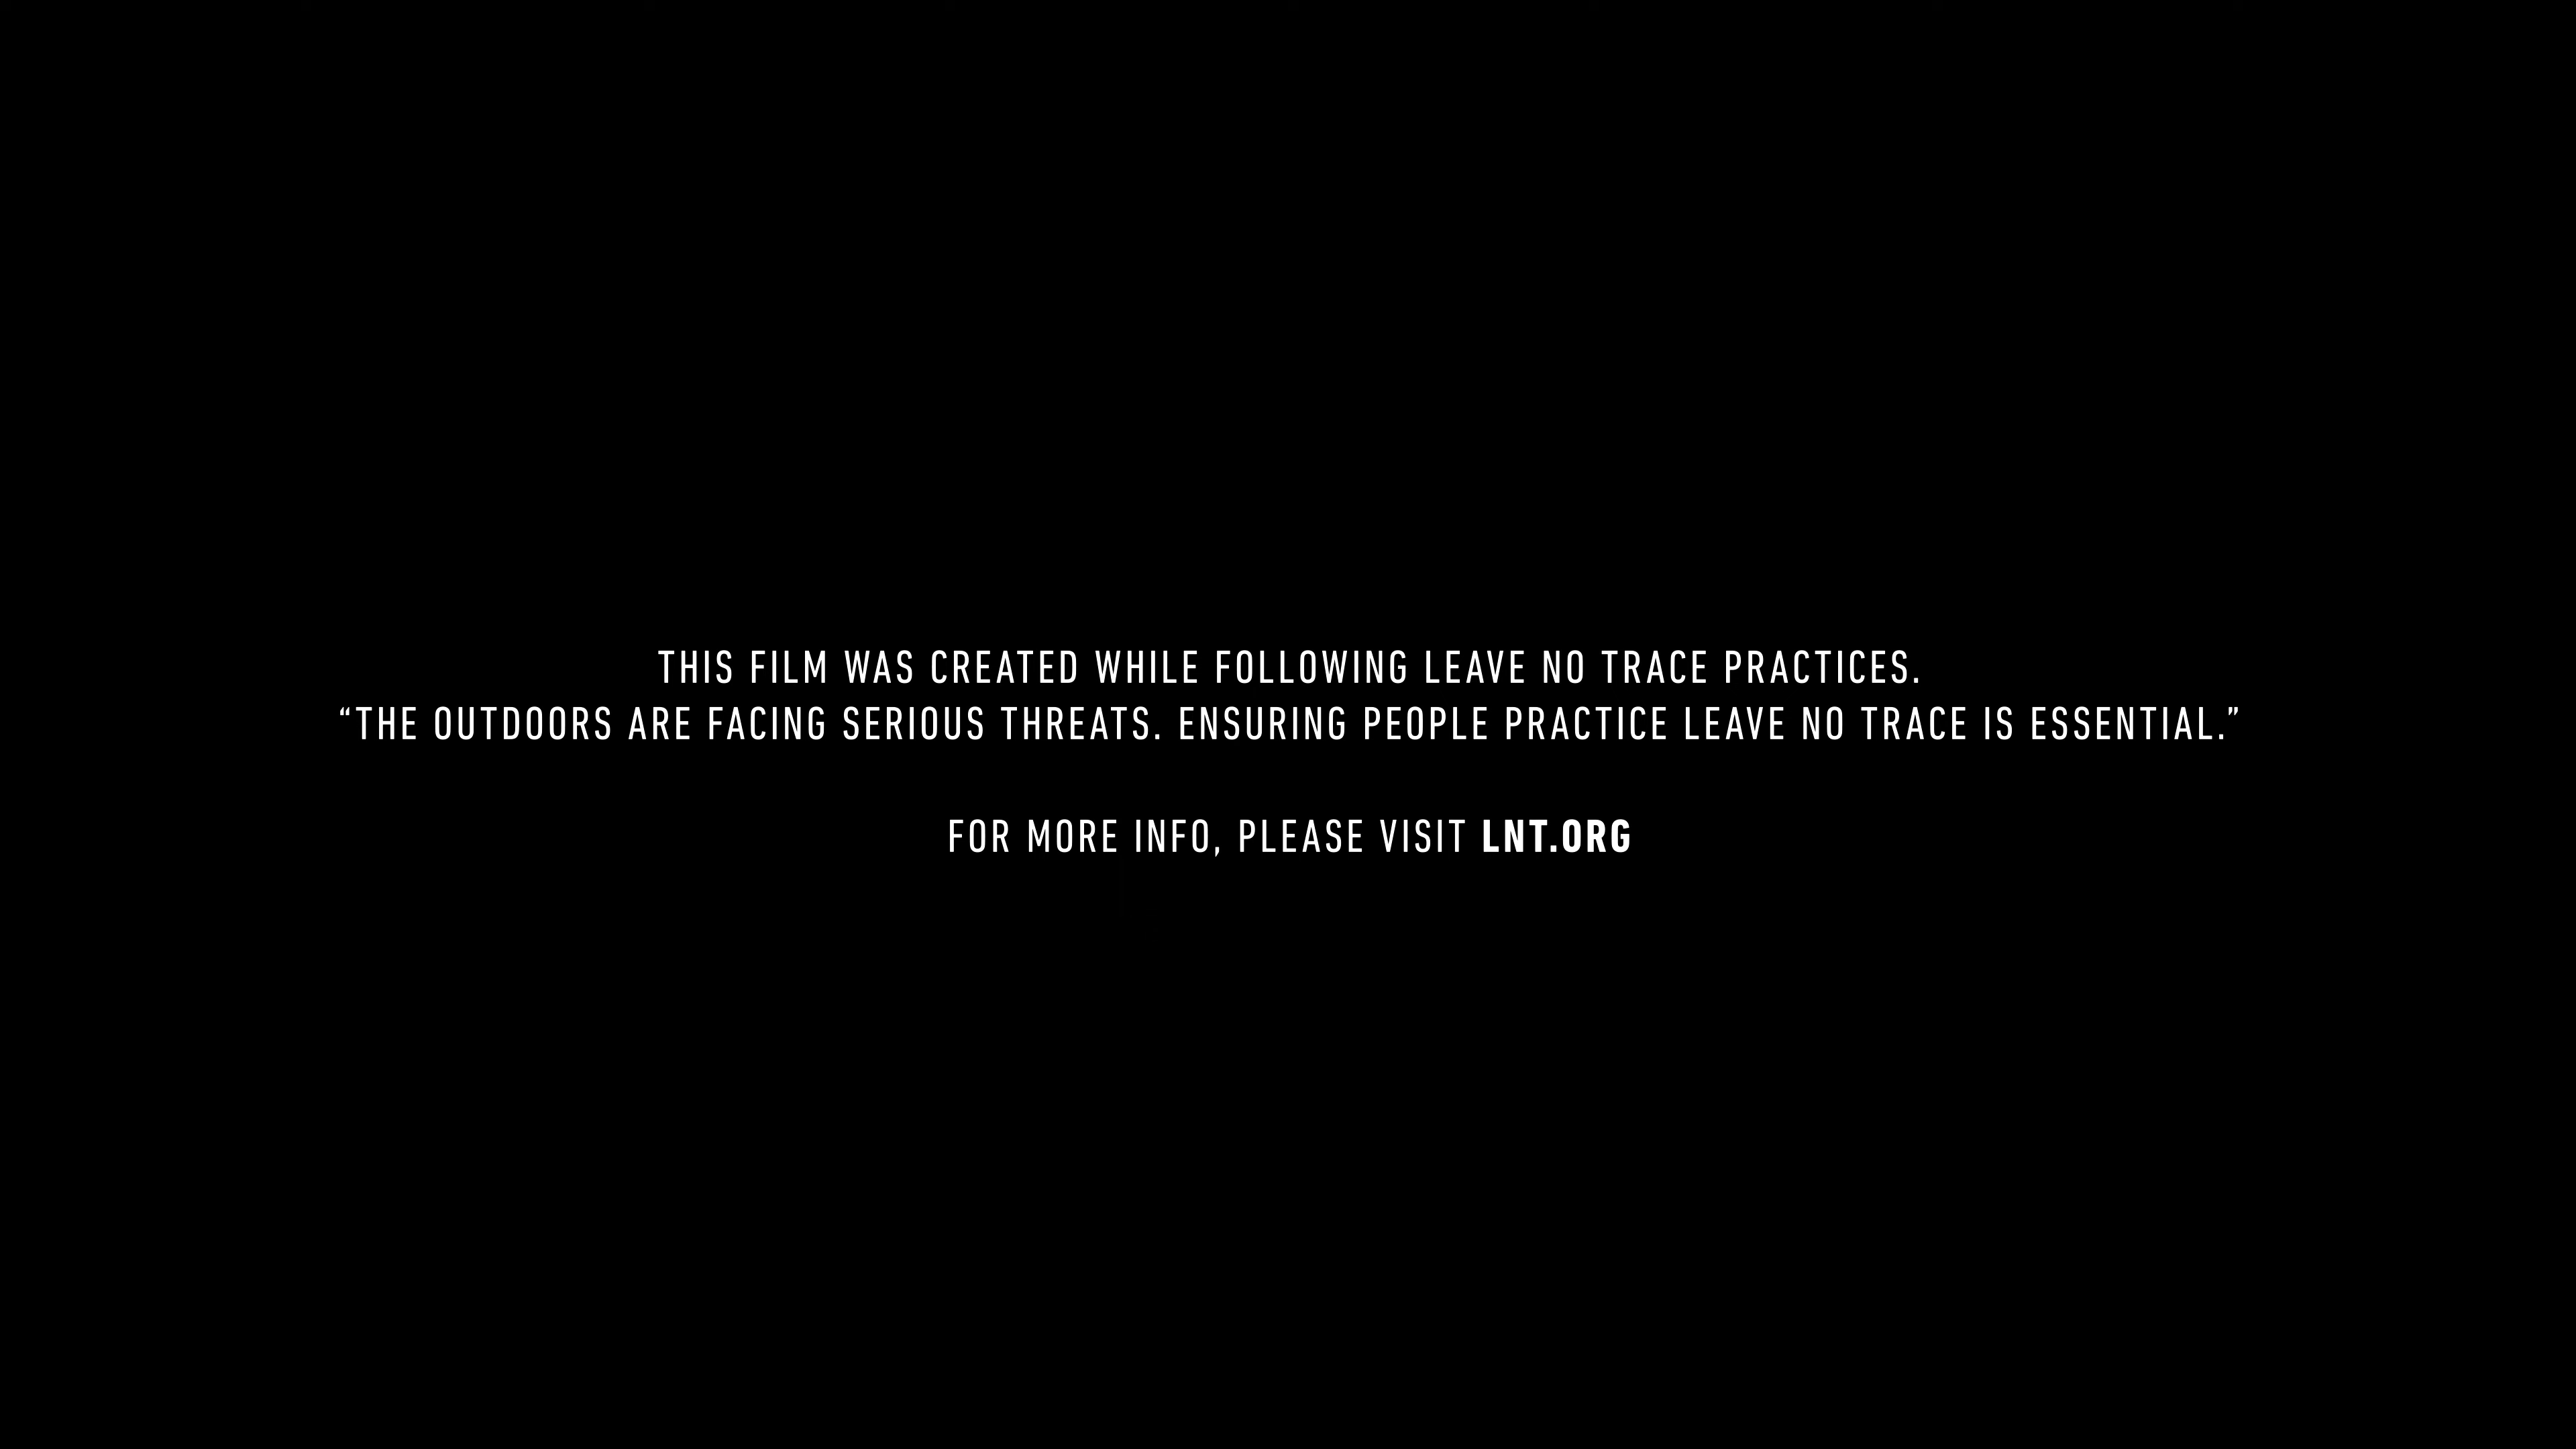 THIS FILM WAS CREATED WHILE FOLLOWING LEAVE NO TRACE PRACTICES.
“THE OUTDOORS ARE FACING SERIOUS THREATS. ENSURING PEOPLE PRACTICE LEAVE NO TRACE IS ESSENTIAL.”
FOR MORE INFO, PLEASE VISIT LNT.ORG